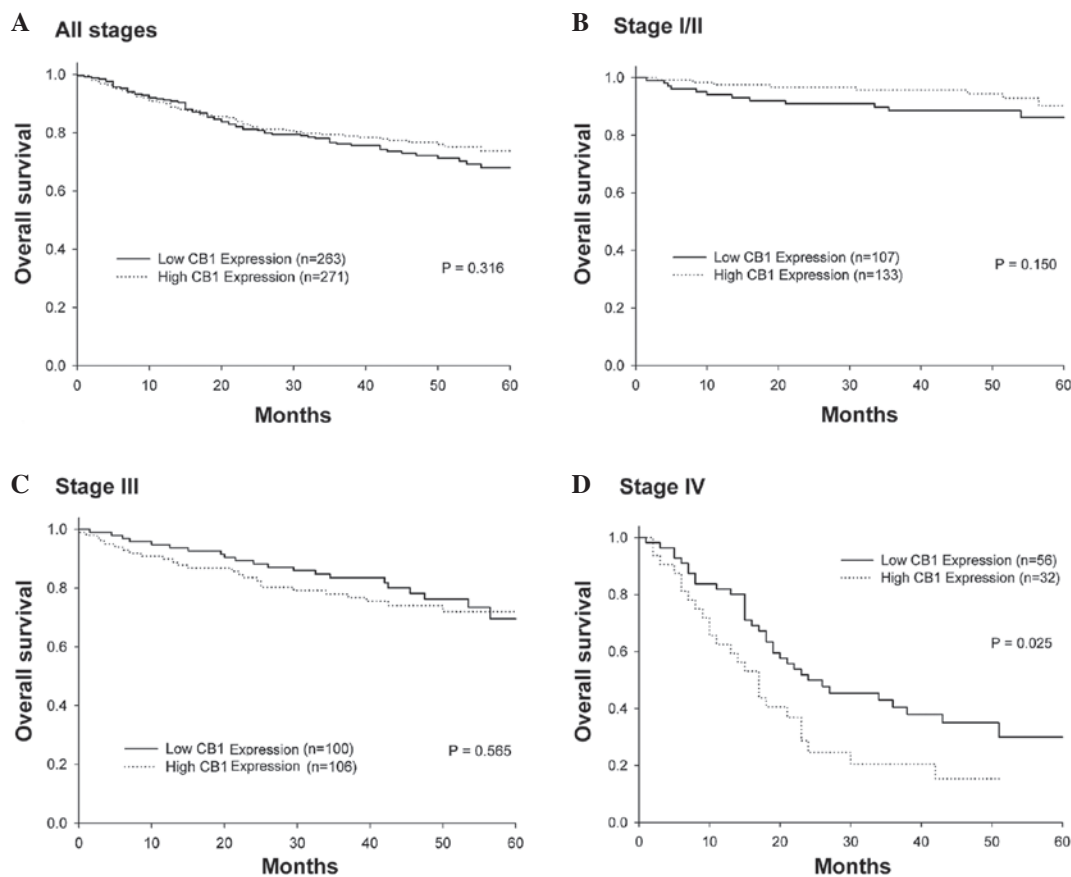 A All stages
1.0
0.8
0.6
0.4
0.2
0.0
Overall survival
Low CB1 Expression (n=263)
High CB1 Expression (n=271)
P = 0.316
0 10 20 30 40 50 60
Months
B Stage I/II
1.0
0.8
0.6
0.4
0.2
0.0
Overall survival
Low CB1 Expression (n=107)
High CB1 Expression (n=133)
P = 0.150
0 10 20 30 40 50 60
Months
C Stage III
1.0
0.8
0.6
0.4
0.2
0.0
Overall survival
Low CB1 Expression (n=100)
High CB1 Expression (n=106)
P = 0.565
0 10 20 30 40 50 60
Months
D Stage IV
1.0
0.8
0.6
0.4
0.2
0.0
Overall survival
Low CB1 Expression (n=56)
High CB1 Expression (n=32)
P = 0.025
0 10 20 30 40 50 60
Months